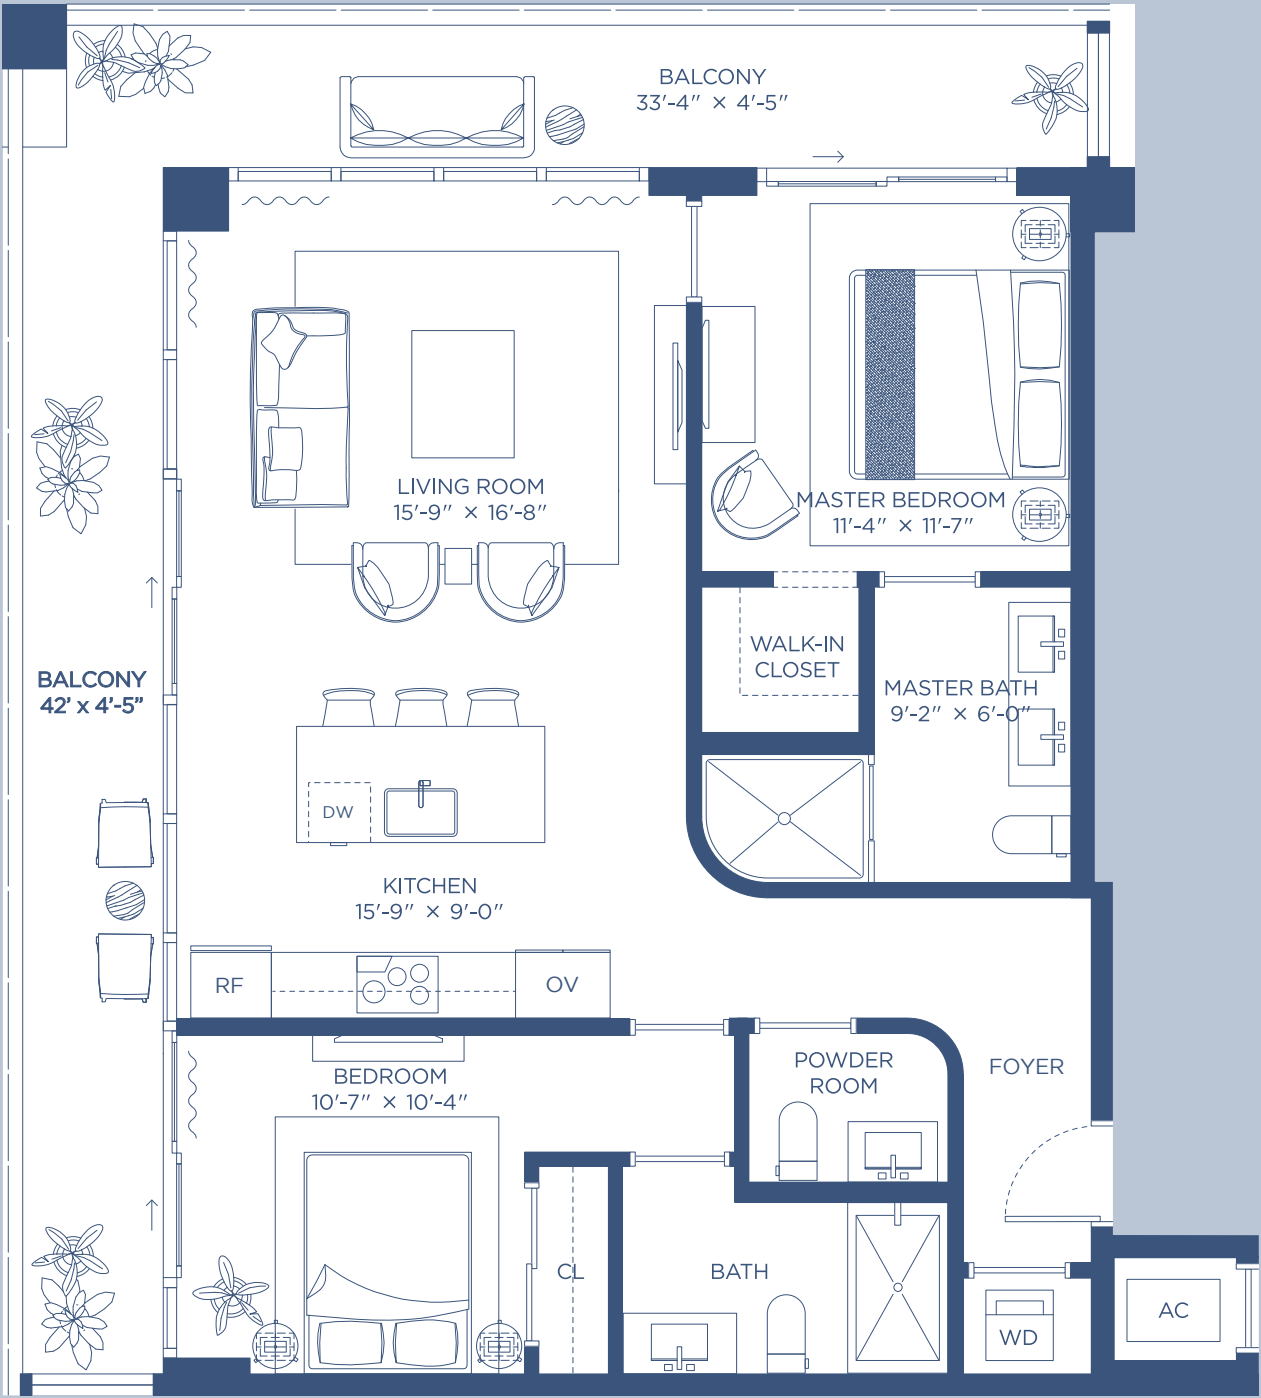 BALCONY
33'-4" × 4'-5"
LIVING ROOM
15'-9" × 16'-8"
MASTER BEDROOM
11'-4" × 11'-7"
WALK-IN
CLOSET
BALCONY
42' x 4'-5"
MASTER BATH
9'-2" × 6'-0"
DW
KITCHEN
15'-9" × 9'-0"
RF
OV
BEDROOM
10'-7" × 10'-4"
POWDER
ROOM
FOYER
CL
BATH
WD
AC